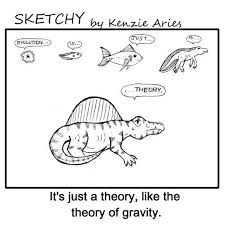 SKETCHY by Kenzie Aries
EVOLUTION...
IS...
JUST...
A...
...THEORY.
It's just a theory, like the
theory of gravity.